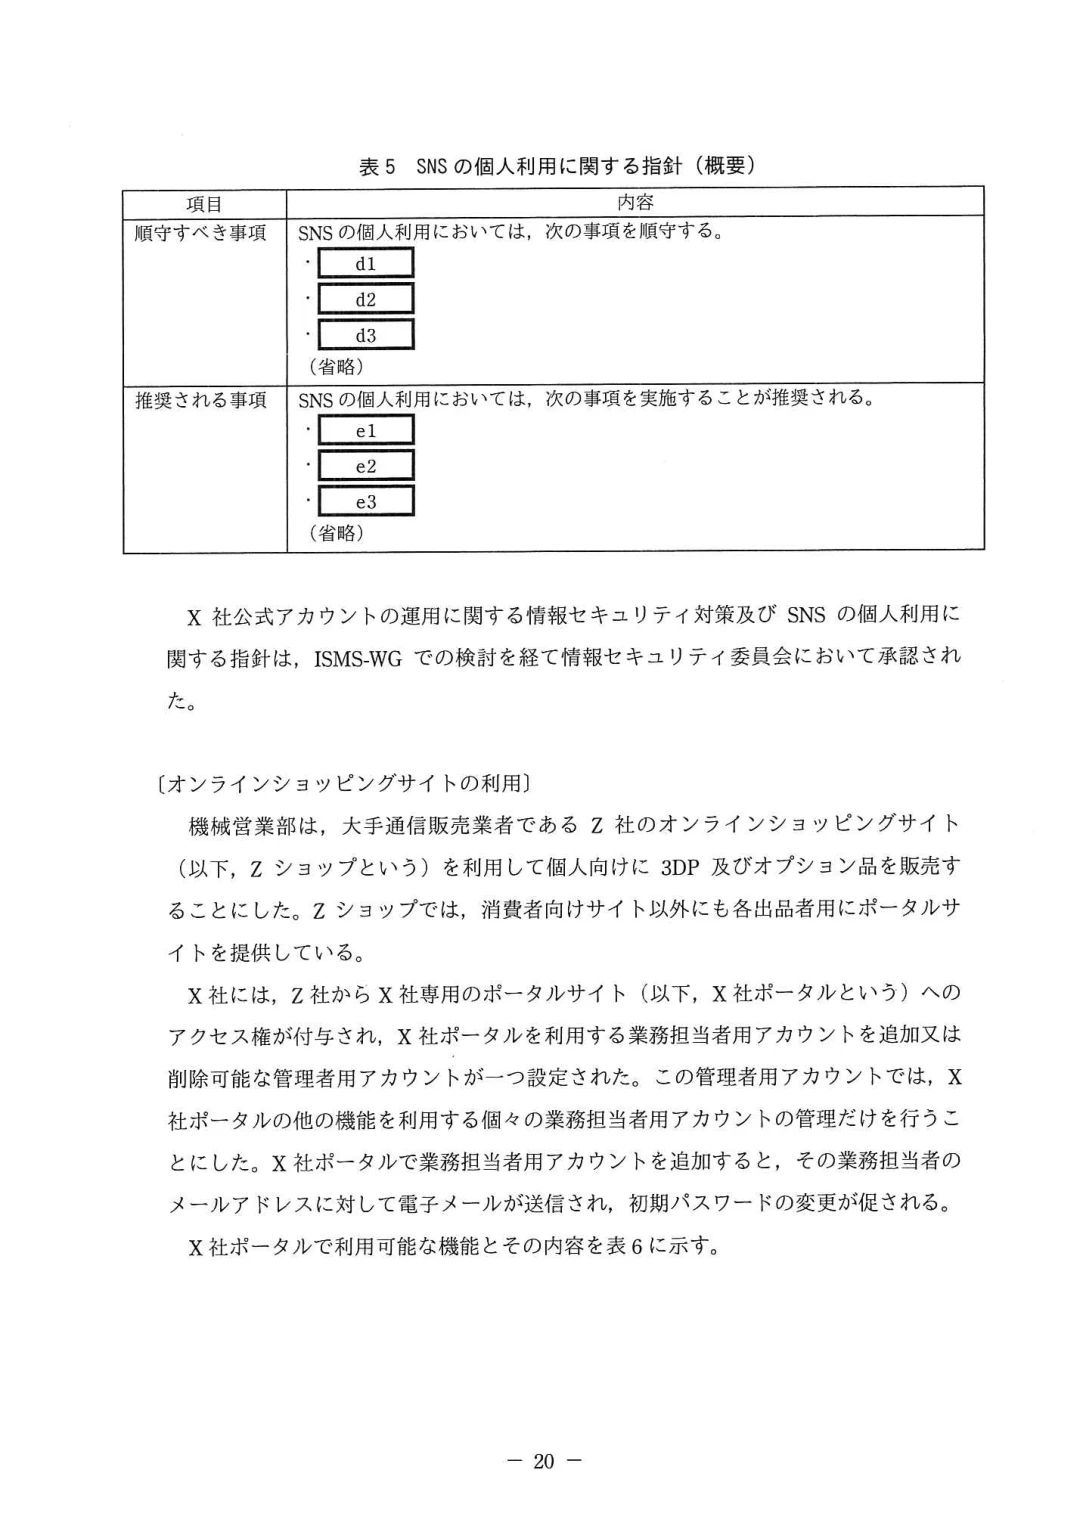 表5 SNSの個人利用に関する指針（概要）
項目 内容
順守すべき事項 SNSの個人利用においては，次の事項を順守する。
・ d1
・ d2
・ d3
（省略）
推奨される事項 SNSの個人利用においては，次の事項を実施することが推奨される。
・ e1
・ e2
・ e3
（省略）
X 社公式アカウントの運用に関する情報セキュリティ対策及び SNS の個人利用に
関する指針は，ISMS-WG での検討を経て情報セキュリティ委員会において承認され
た。
〔オンラインショッピングサイトの利用〕
機械営業部は，大手通信販売業者である Z 社のオンラインショッピングサイト
（以下，Z ショップという）を利用して個人向けに 3DP 及びオプション品を販売す
ることにした。Z ショップでは，消費者向けサイト以外にも各出品者用にポータルサ
イトを提供している。
X 社には，Z 社から X 社専用のポータルサイト（以下，X 社ポータルという）への
アクセス権が付与され，X 社ポータルを利用する業務担当者用アカウントを追加又は
削除可能な管理者用アカウントが一つ設定された。この管理者用アカウントでは，X
社ポータルの他の機能を利用する個々の業務担当者用アカウントの管理だけを行うこ
とにした。X 社ポータルで業務担当者用アカウントを追加すると，その業務担当者の
メールアドレスに対して電子メールが送信され，初期パスワードの変更が促される。
X 社ポータルで利用可能な機能とその内容を表 6 に示す。
－ 20 －